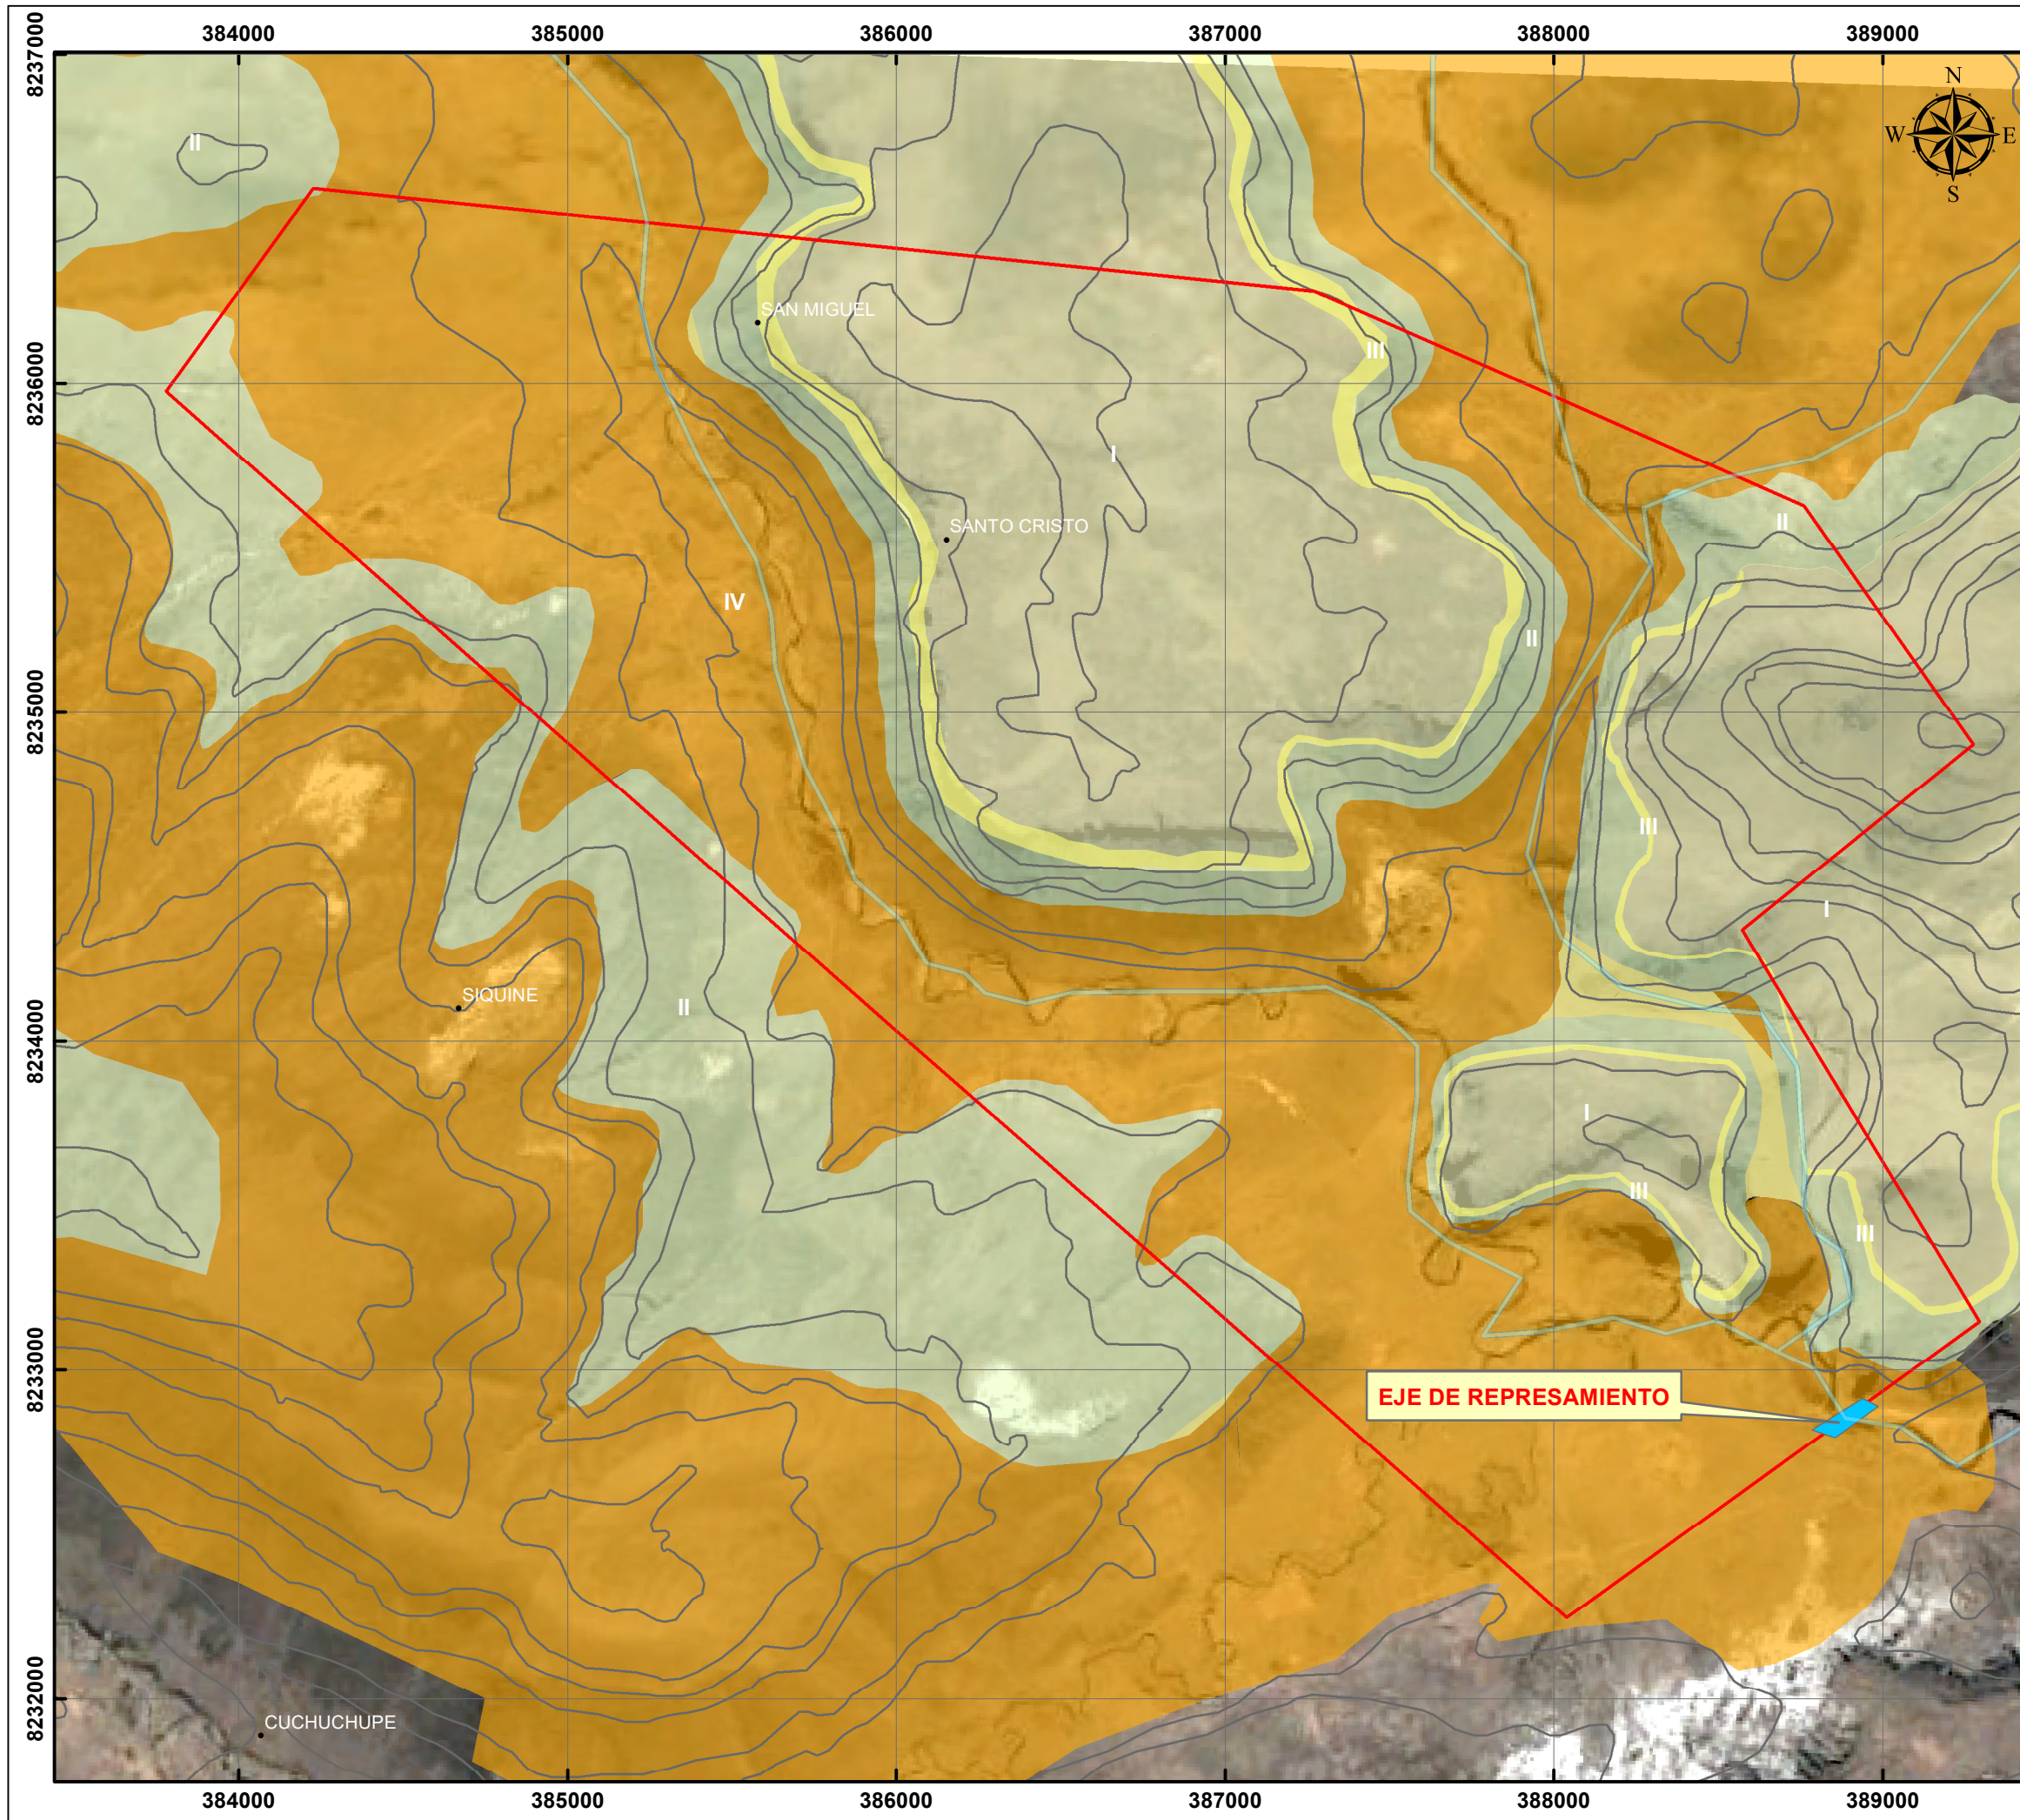 384000 385000 386000 387000 388000 389000
8237000
N
W E
S
II
SAN MIGUEL
III
8236000
I
SANTO CRISTO
II
IV
II
8235000
III
I
SIQUINE
II
8234000
I
III
III
8233000
EJE DE REPRESAMIENTO
8232000
CUCHUCHUPE
384000 385000 386000 387000 388000 389000